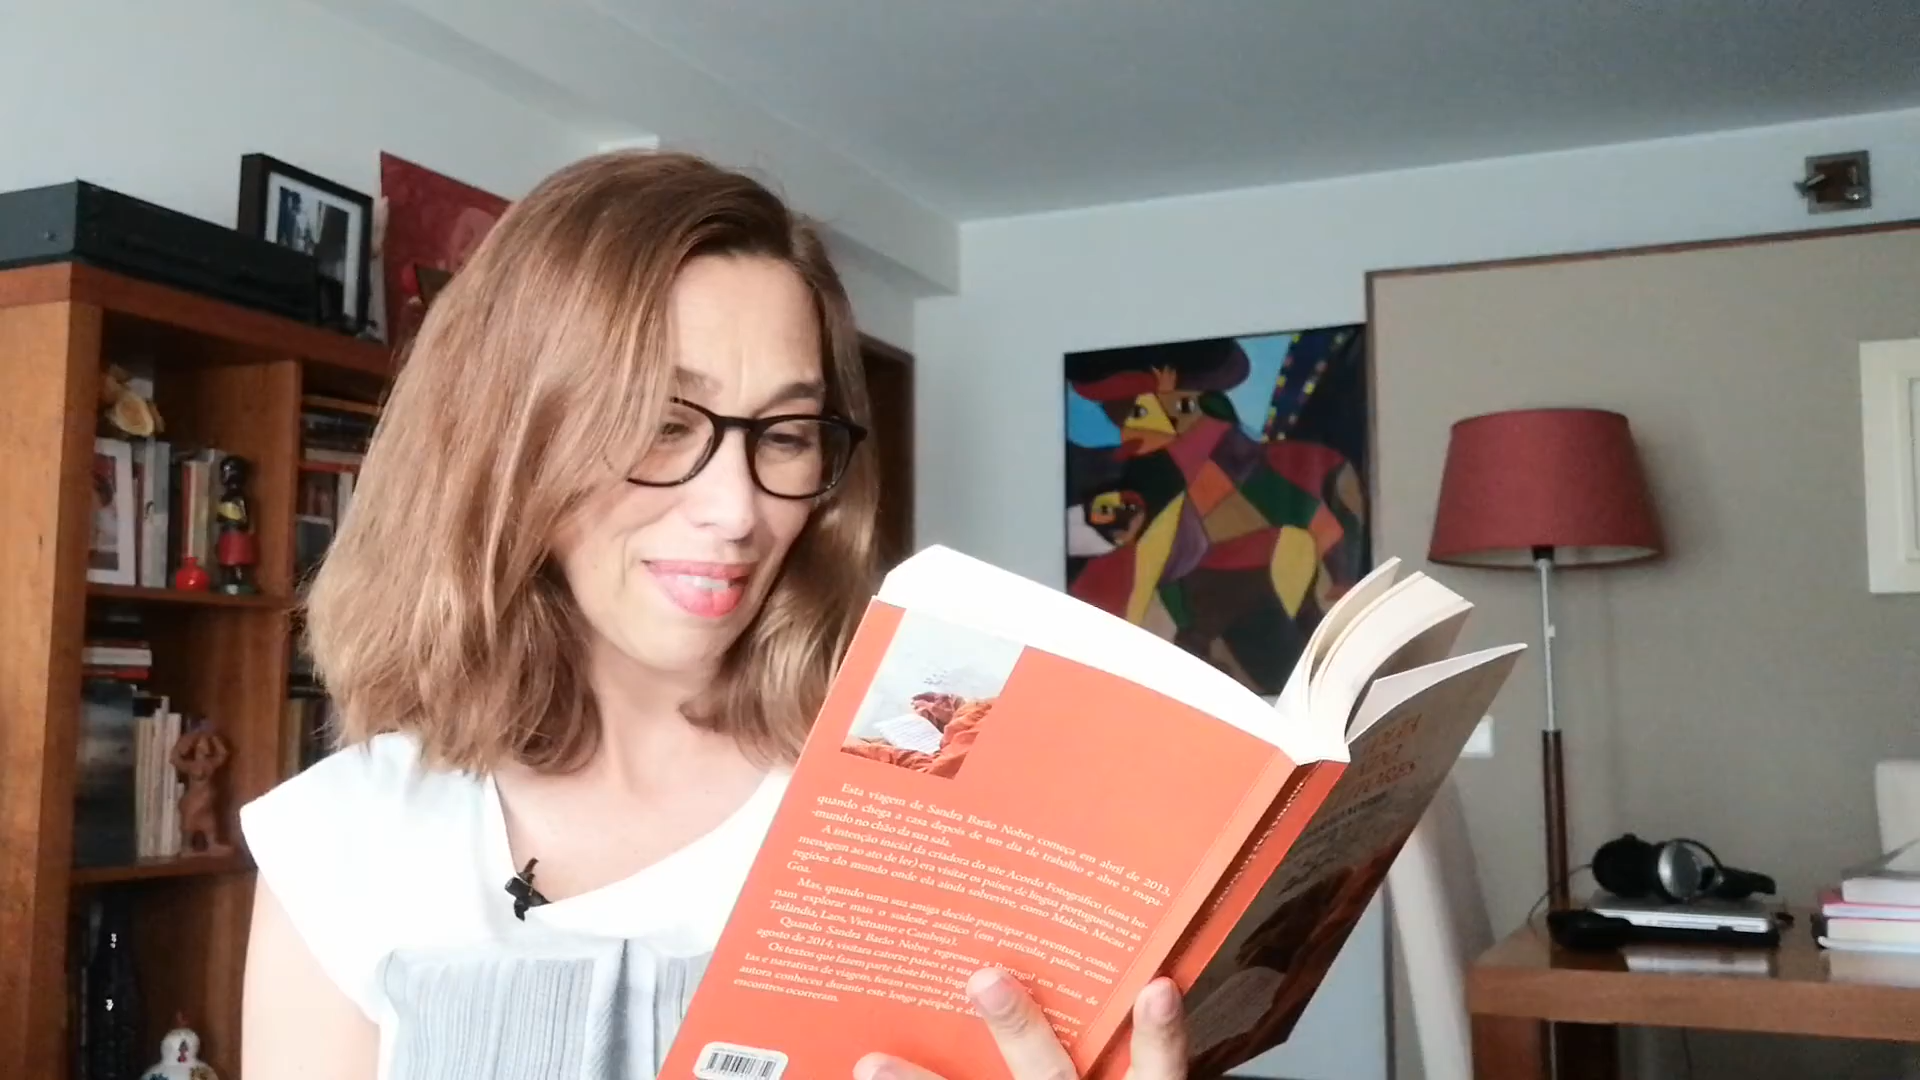 Esta viagem de Sandra Barão Nobre começa em abril de 2013,
quando chega a casa depois de um dia de trabalho e abre o mapa-
-mundo no chão da sua sala.
A intenção inicial da criadora do site Acordo Fotográfico (uma ho-
menagem ao ato de ler) era visitar os países de língua portuguesa ou as
regiões do mundo onde ela ainda sobrevive, como Malaca, Macau e
Goa.
Mas, quando uma sua amiga decide participar na aventura, combi-
nam explorar mais o sudeste asiático (em particular, países como
Tailândia, Laos, Vietname e Camboja).
Quando Sandra Barão Nobre regressou a Portugal em finais de
agosto de 2014, visitara catorze países e a sua
Os textos que fazem parte deste livro, entrevis-
tas e narrativas de viagem, foram escritos a que a
autora conheceu durante este longo périplo e
encontros ocorreram.